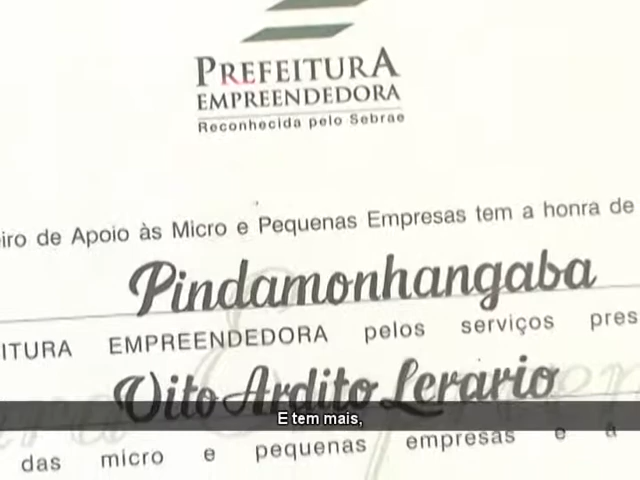 PREFEITURA
EMPREENDEDORA
Reconhecida pelo Sebrae
eiro de Apoio às Micro e Pequenas Empresas tem a honra de
Pindamonhangaba
ITURA EMPREENDEDORA pelos serviços pres
Vito Ardito Lerario
E tem mais,
das micro e pequenas empresas e à